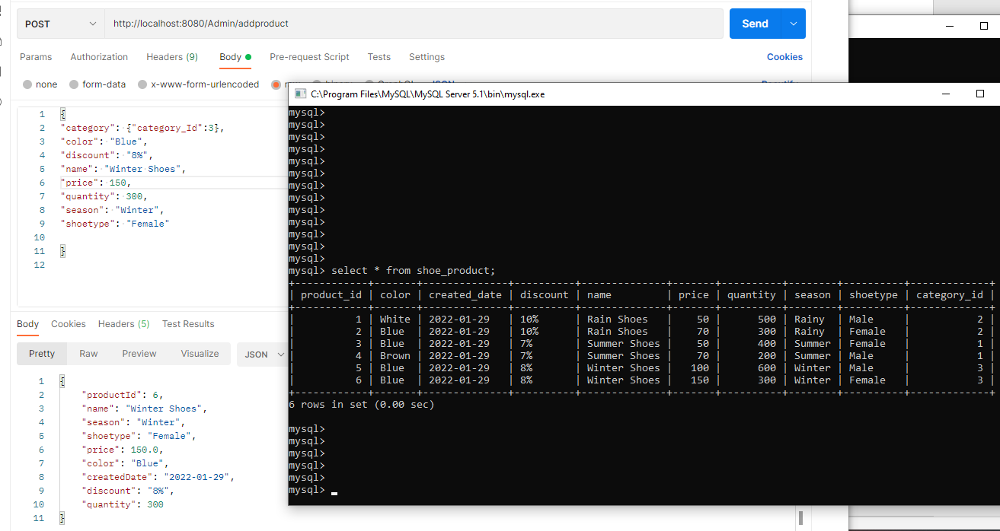 POST
http://localhost:8080/Admin/addproduct
Send
Params Authorization Headers (9) Body Pre-request Script Tests Settings Cookies
none form-data x-www-form-urlencoded
C:\Program Files\MySQL\MySQL Server 5.1\bin\mysql.exe
1 {
2 "category": {"category_Id":3},
3 "color": "Blue",
4 "discount": "8%",
5 "name": "Winter Shoes",
6 "price": 150,
7 "quantity": 300,
8 "season": "Winter",
9 "shoetype": "Female"
10
11 }
12
Body Cookies Headers (5) Test Results
Pretty Raw Preview Visualize JSON
1 {
2 "productId": 6,
3 "name": "Winter Shoes",
4 "season": "Winter",
5 "shoetype": "Female",
6 "price": 150.0,
7 "color": "Blue",
8 "createdDate": "2022-01-29",
9 "discount": "8%",
10 "quantity": 300
11 }
mysql>
mysql>
mysql>
mysql>
mysql>
mysql>
mysql>
mysql>
mysql>
mysql>
mysql>
mysql>
mysql>
mysql> select * from shoe_product;
+------------+-------+--------------+----------+--------------+-------+----------+--------+----------+-------------+
| product_id | color | created_date | discount | name | price | quantity | season | shoetype | category_id |
+------------+-------+--------------+----------+--------------+-------+----------+--------+----------+-------------+
| 1 | White | 2022-01-29 | 10% | Rain Shoes | 50 | 500 | Rainy | Male | 2 |
| 2 | Blue | 2022-01-29 | 10% | Rain Shoes | 70 | 300 | Rainy | Female | 2 |
| 3 | Blue | 2022-01-29 | 7% | Summer Shoes | 50 | 400 | Summer | Female | 1 |
| 4 | Brown | 2022-01-29 | 7% | Summer Shoes | 70 | 200 | Summer | Male | 1 |
| 5 | Blue | 2022-01-29 | 8% | Winter Shoes | 100 | 600 | Winter | Male | 3 |
| 6 | Blue | 2022-01-29 | 8% | Winter Shoes | 150 | 300 | Winter | Female | 3 |
+------------+-------+--------------+----------+--------------+-------+----------+--------+----------+-------------+
6 rows in set (0.00 sec)
mysql>
mysql>
mysql>
mysql>
mysql>
mysql>